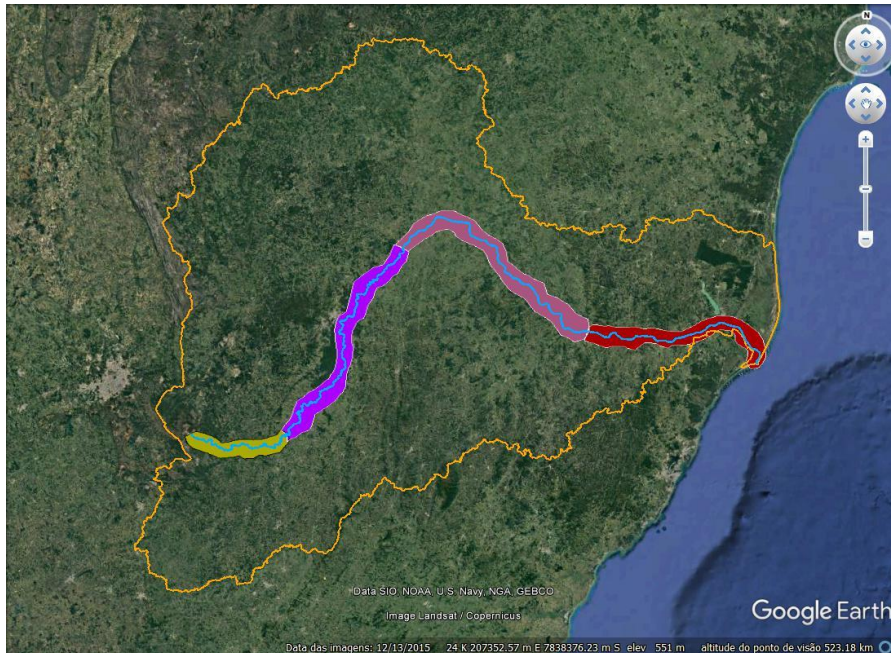 N
Data SIO, NOAA, U.S. Navy, NGA, GEBCO
Image Landsat / Copernicus
Google Earth
Data das imagens: 12/13/2015 24 K 207352.57 m E 7838376.23 m S elev 551 m altitude do ponto de visão 523.18 km